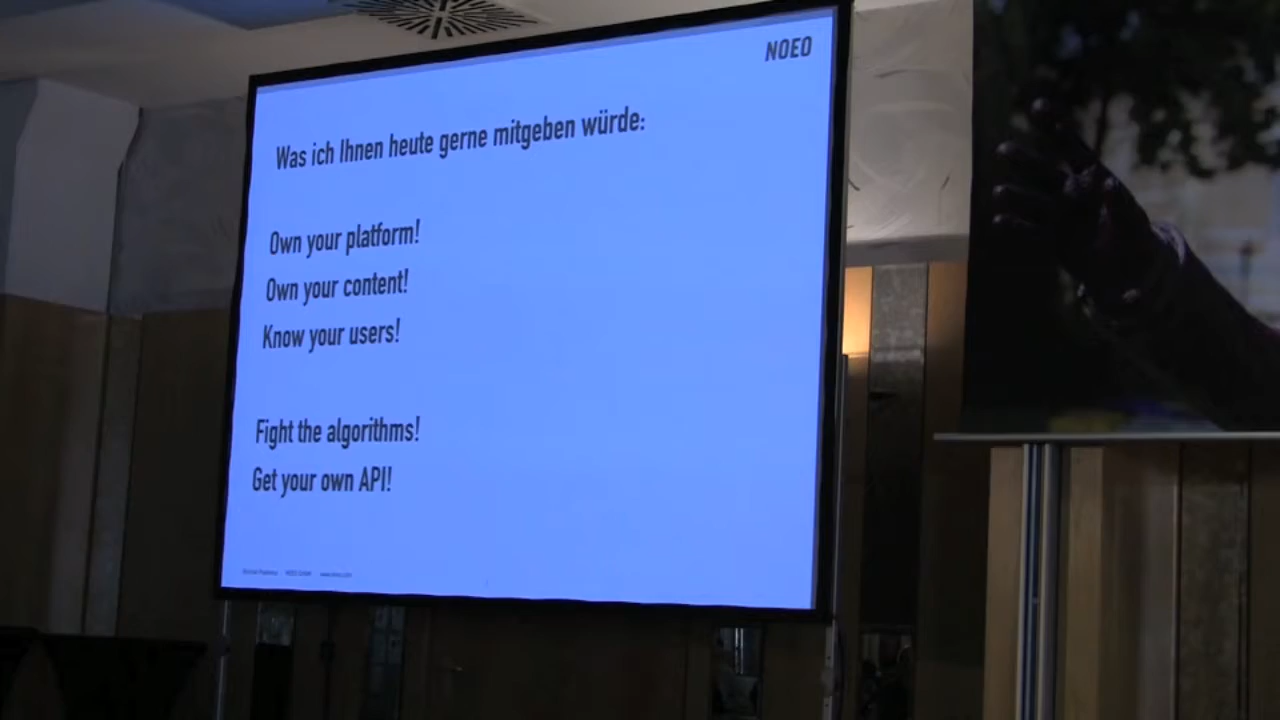 NOEO
Was ich Ihnen heute gerne mitgeben würde:
Own your platform!
Own your content!
Know your users!
Fight the algorithms!
Get your own API!